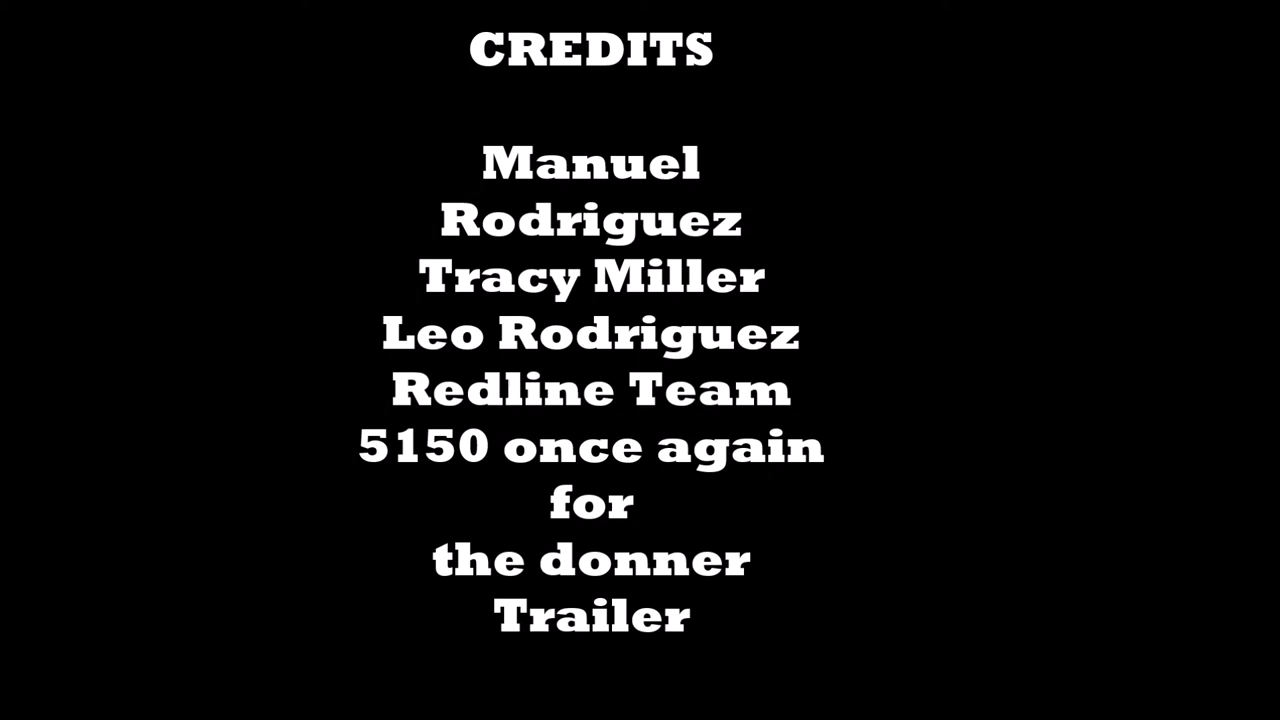 CREDITS
Manuel
Rodriguez
Tracy Miller
Leo Rodriguez
Redline Team
5150 once again
for
the donner
Trailer